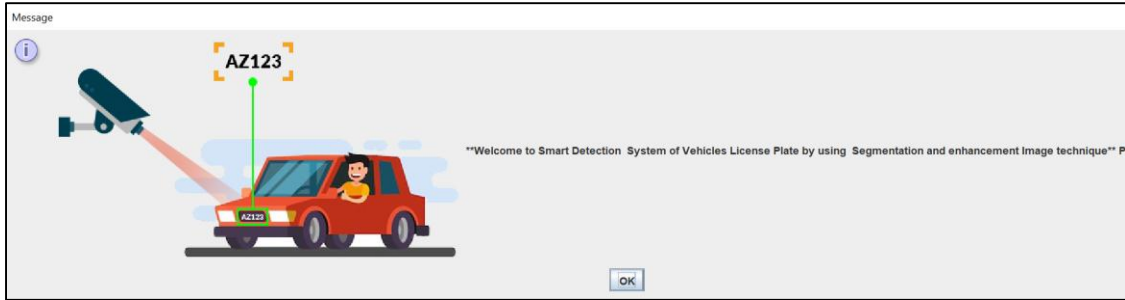 Message
i
AZ123
**Welcome to Smart Detection  System of Vehicles License Plate by using  Segmentation and enhancement Image technique** P
AZ123
OK